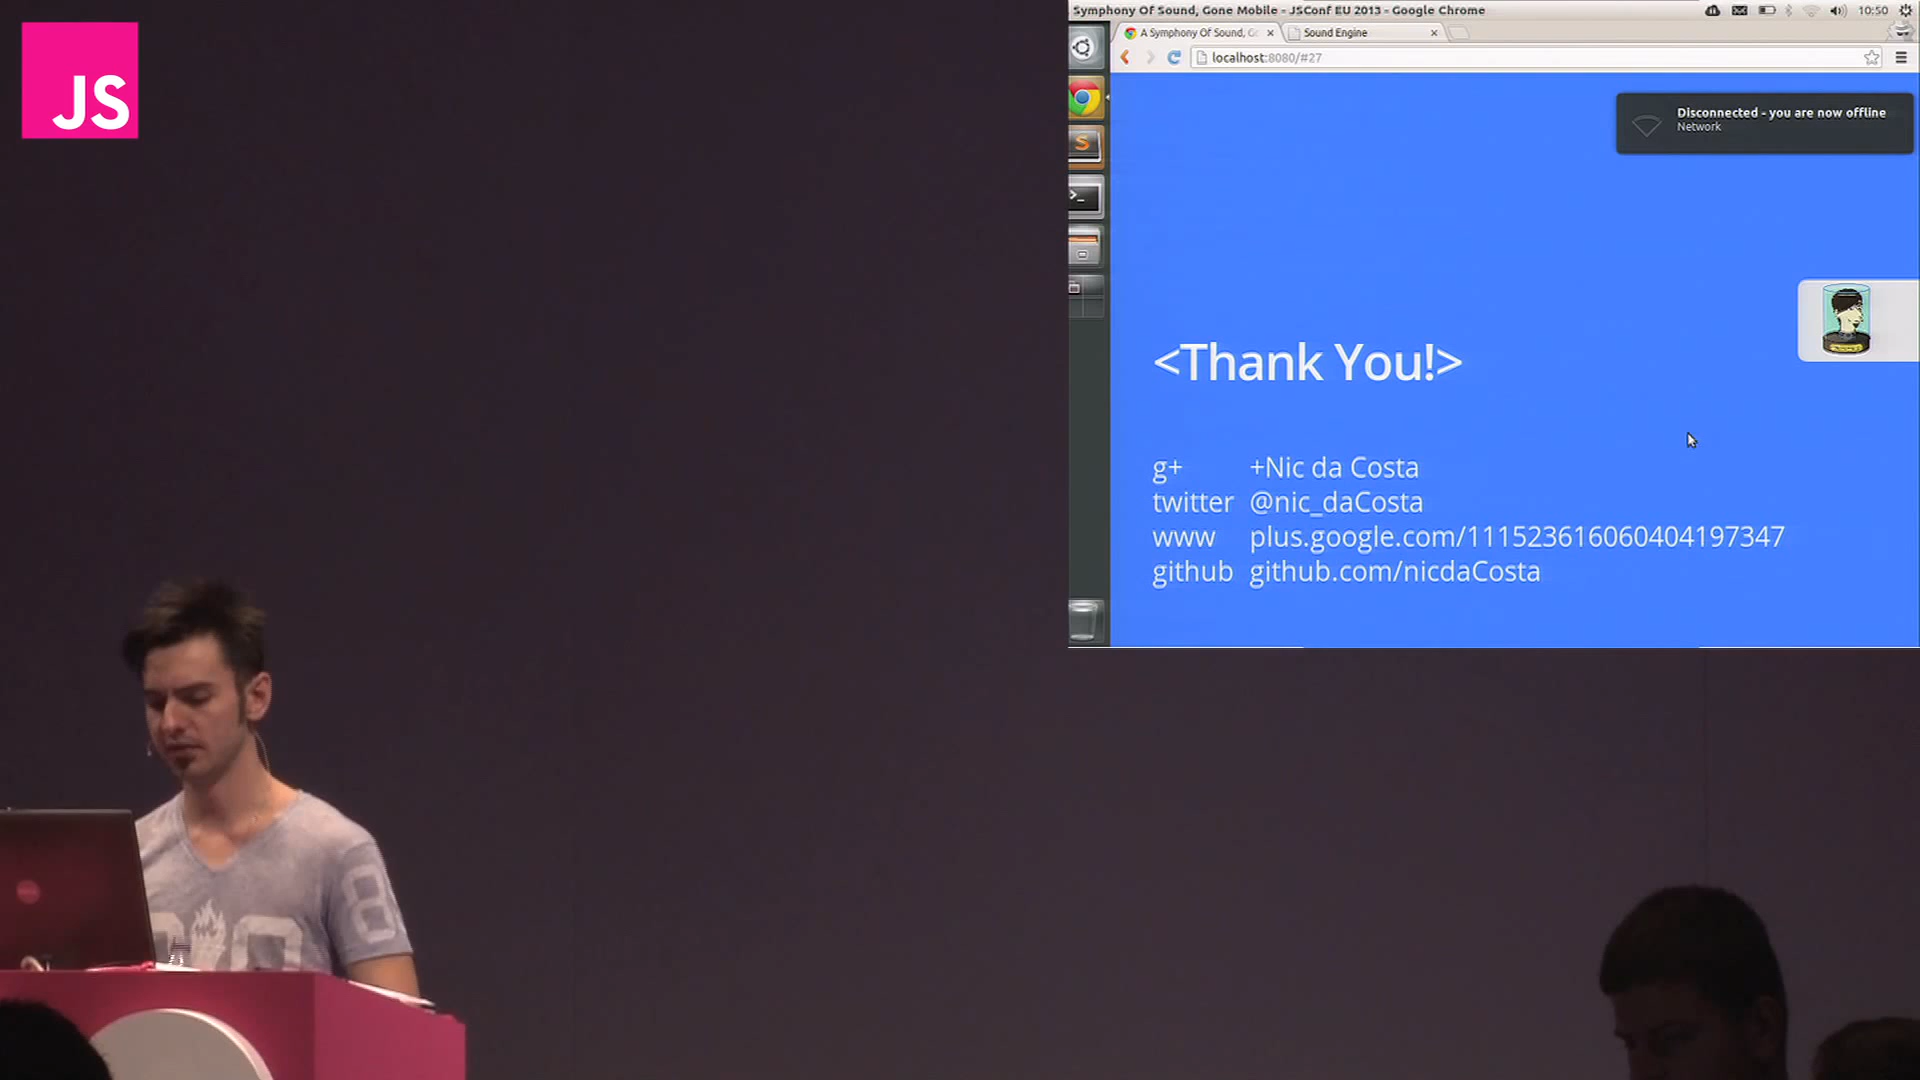 JS
Symphony Of Sound, Gone Mobile - JSConf EU 2013 - Google Chrome
10:50
A Symphony Of Sound, G
Sound Engine
localhost:8080/#27
Disconnected - you are now offline
Network
<Thank You!>
g+ +Nic da Costa
twitter @nic_daCosta
www plus.google.com/111523616060404197347
github github.com/nicdaCosta
8